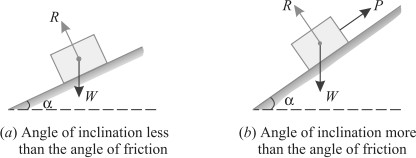 R
W
α
R
P
W
α
(a) Angle of inclination less
than the angle of friction
(b) Angle of inclination more
than the angle of friction